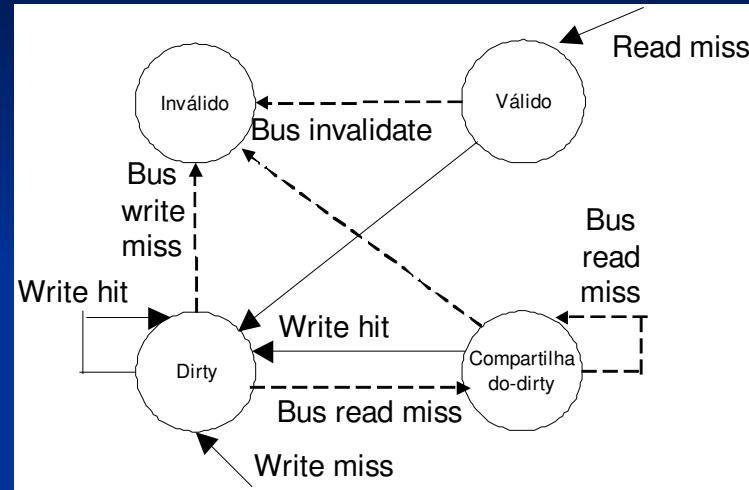 Read miss
Inválido
Válido
Bus invalidate
Bus
write
miss
Bus
read
miss
Write hit
Write hit
Dirty
Compartilha
do-dirty
Bus read miss
Write miss